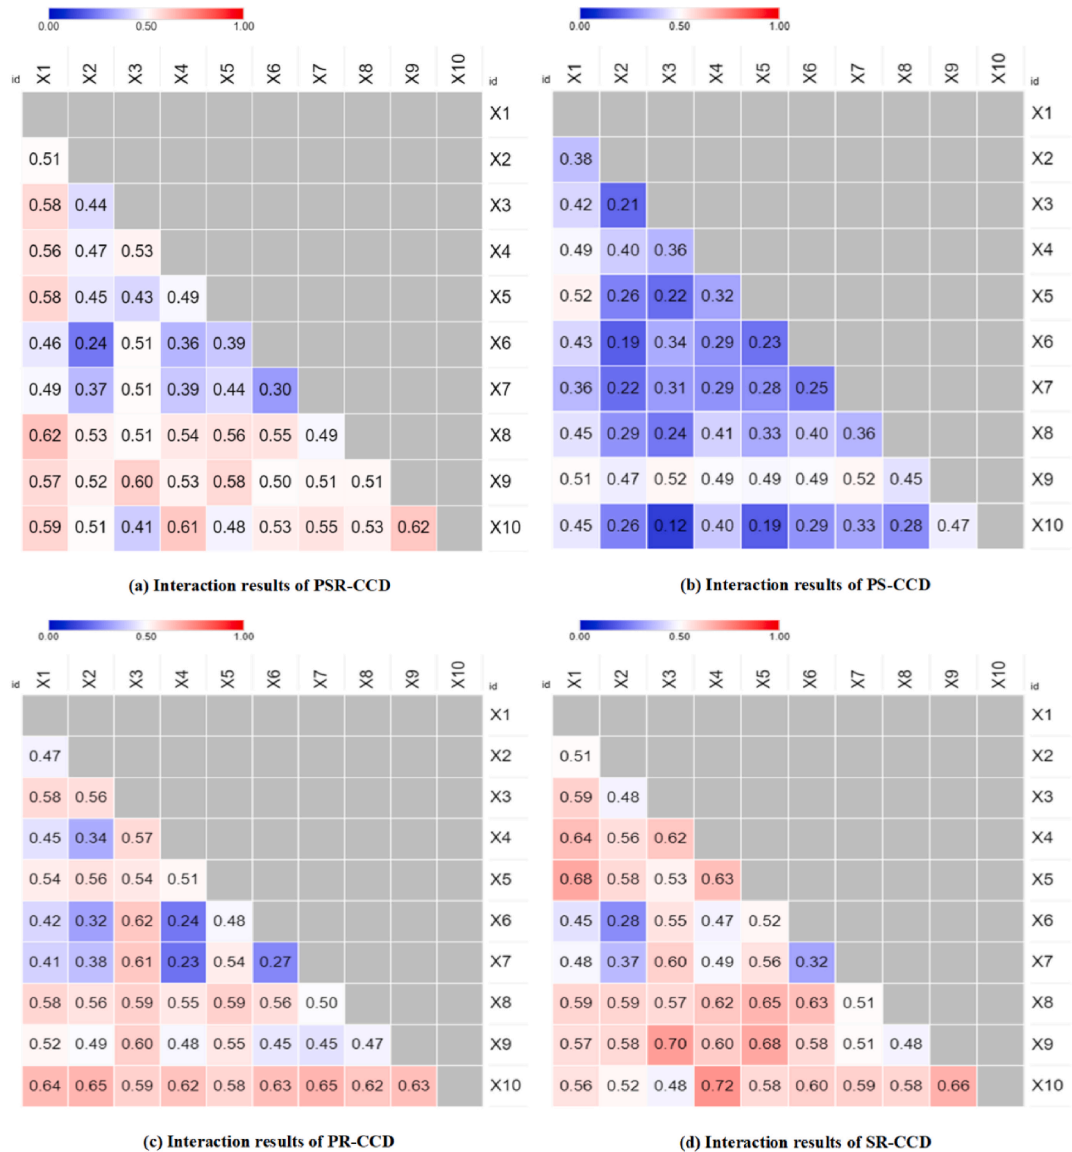 0.00 0.50 1.00
id X1 X2 X3 X4 X5 X6 X7 X8 X9 X10 id
X1
0.51 X2
0.58 0.44 X3
0.56 0.47 0.53 X4
0.58 0.45 0.43 0.49 X5
0.46 0.24 0.51 0.36 0.39 X6
0.49 0.37 0.51 0.39 0.44 0.30 X7
0.62 0.53 0.51 0.54 0.56 0.55 0.49 X8
0.57 0.52 0.60 0.53 0.58 0.50 0.51 0.51 X9
0.59 0.51 0.41 0.61 0.48 0.53 0.55 0.53 0.62 X10
(a) Interaction results of PSR-CCD
0.00 0.50 1.00
id X1 X2 X3 X4 X5 X6 X7 X8 X9 X10 id
X1
0.38 X2
0.42 0.21 X3
0.49 0.40 0.36 X4
0.52 0.26 0.22 0.32 X5
0.43 0.19 0.34 0.29 0.23 X6
0.36 0.22 0.31 0.29 0.28 0.25 X7
0.45 0.29 0.24 0.41 0.33 0.40 0.36 X8
0.51 0.47 0.52 0.49 0.49 0.49 0.52 0.45 X9
0.45 0.26 0.12 0.40 0.19 0.29 0.33 0.28 0.47 X10
(b) Interaction results of PS-CCD
0.00 0.50 1.00
id X1 X2 X3 X4 X5 X6 X7 X8 X9 X10 id
X1
0.47 X2
0.58 0.56 X3
0.45 0.34 0.57 X4
0.54 0.56 0.54 0.51 X5
0.42 0.32 0.62 0.24 0.48 X6
0.41 0.38 0.61 0.23 0.54 0.27 X7
0.58 0.56 0.59 0.55 0.59 0.56 0.50 X8
0.52 0.49 0.60 0.48 0.55 0.45 0.45 0.47 X9
0.64 0.65 0.59 0.62 0.58 0.63 0.65 0.62 0.63 X10
(c) Interaction results of PR-CCD
0.00 0.50 1.00
id X1 X2 X3 X4 X5 X6 X7 X8 X9 X10 id
X1
0.51 X2
0.59 0.48 X3
0.64 0.56 0.62 X4
0.68 0.58 0.53 0.63 X5
0.45 0.28 0.55 0.47 0.52 X6
0.48 0.37 0.60 0.49 0.56 0.32 X7
0.59 0.59 0.57 0.62 0.65 0.63 0.51 X8
0.57 0.58 0.70 0.60 0.68 0.58 0.51 0.48 X9
0.56 0.52 0.48 0.72 0.58 0.60 0.59 0.58 0.66 X10
(d) Interaction results of SR-CCD